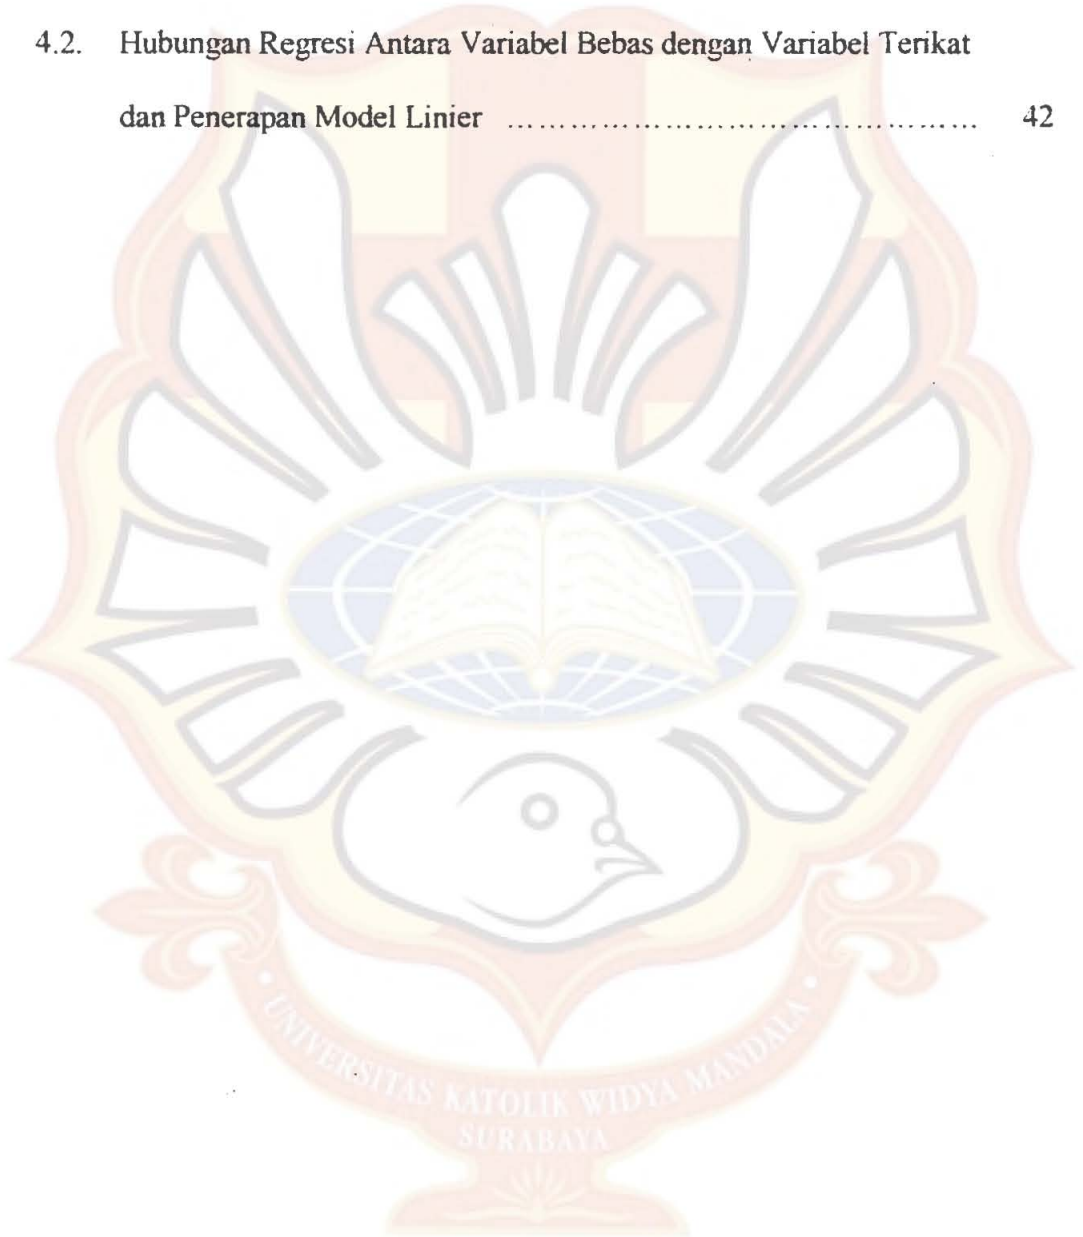 4.2. Hubungan Regresi Antara Variabel Bebas dengan Variabel Terikat
dan Penerapan Model Linier ................................................ 42
UNIVERSITAS KATOLIK WIDYA MANDALA
SURABAYA